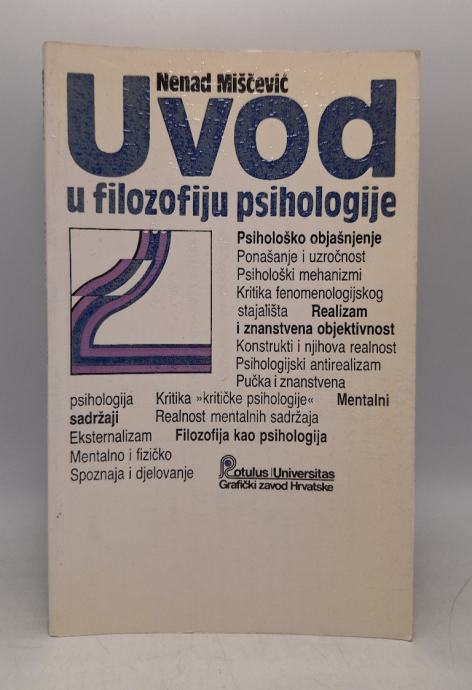 Nenad Miščević
Uvod
u filozofiju psihologije
Psihološko objašnjenje
Ponašanje i uzročnost
Psihološki mehanizmi
Kritika fenomenologijskog
stajališta Realizam
i znanstvena objektivnost
Konstrukti i njihova realnost
Psihologijski antirealizam
Pučka i znanstvena
psihologija Kritika »kritičke psihologije« Mentalni
sadržaji Realnost mentalnih sadržaja
Eksternalizam Filozofija kao psihologija
Mentalno i fizičko
Spoznaja i djelovanje
Rotulus/Universitas
Grafički zavod Hrvatske